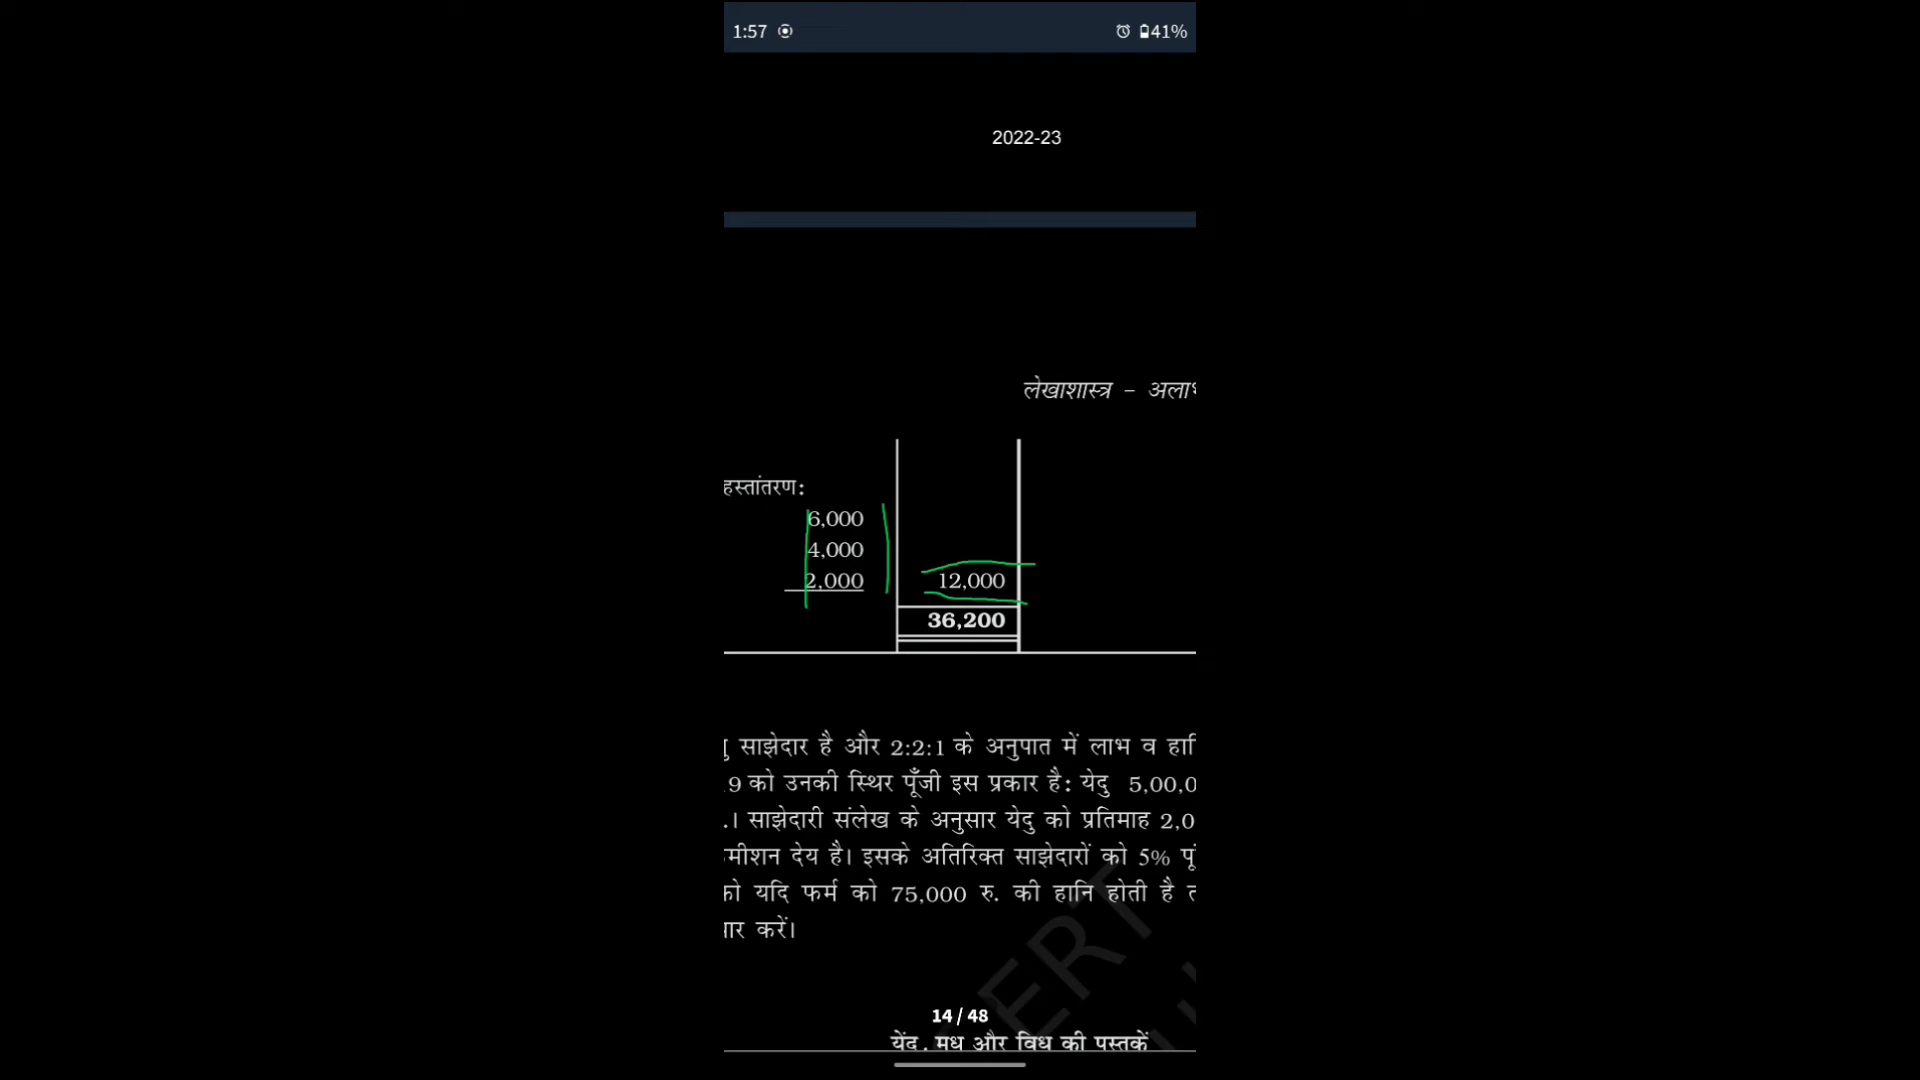 1:57 41%
2022-23
लेखाशास्त्र – अलाभ
हस्तांतरण:
6,000
4,000
2,000 12,000
36,200
साझेदार है और 2:2:1 के अनुपात में लाभ व हानि
9 को उनकी स्थिर पूँजी इस प्रकार है: येदु 5,00,0
.। साझेदारी संलेख के अनुसार येदु को प्रतिमाह 2,0
मीशन देय है। इसके अतिरिक्त साझेदारों को 5% पूं
को यदि फर्म को 75,000 रु. की हानि होती है त
ार करें।
14 / 48
येंदु, मधु और विधु की पुस्तकें